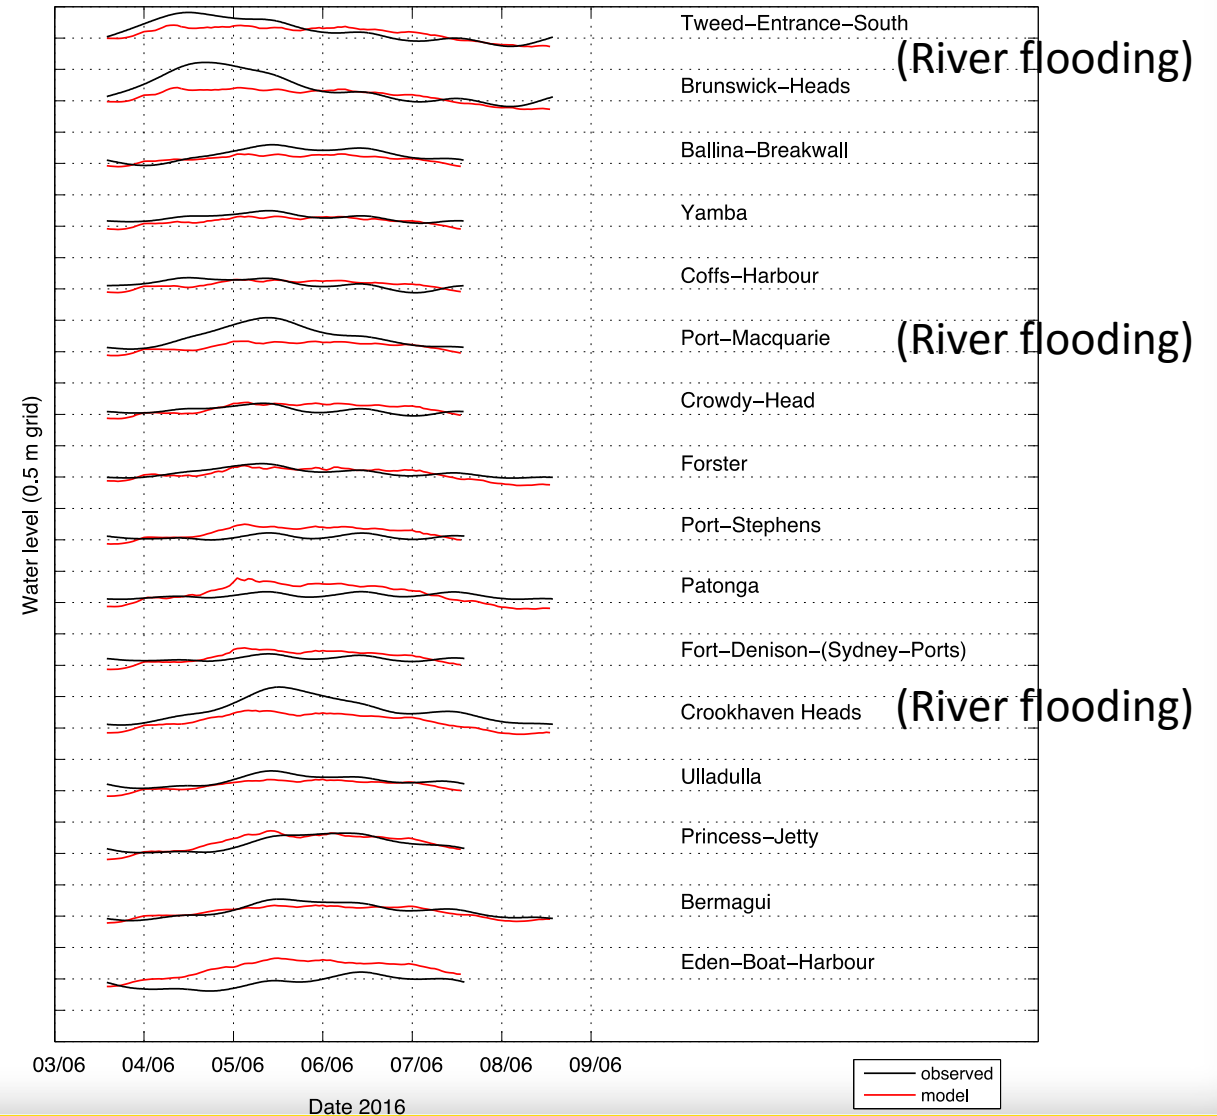 Tweed−Entrance−South
(River flooding)
Brunswick−Heads
Ballina−Breakwall
Yamba
Coffs−Harbour
Port−Macquarie
(River flooding)
Crowdy−Head
Forster
Port−Stephens
Patonga
Fort−Denison−(Sydney−Ports)
Crookhaven Heads
(River flooding)
Ulladulla
Princess−Jetty
Bermagui
Eden−Boat−Harbour
Water level (0.5 m grid)
03/06 04/06 05/06 06/06 07/06 08/06 09/06
Date 2016
observed
model